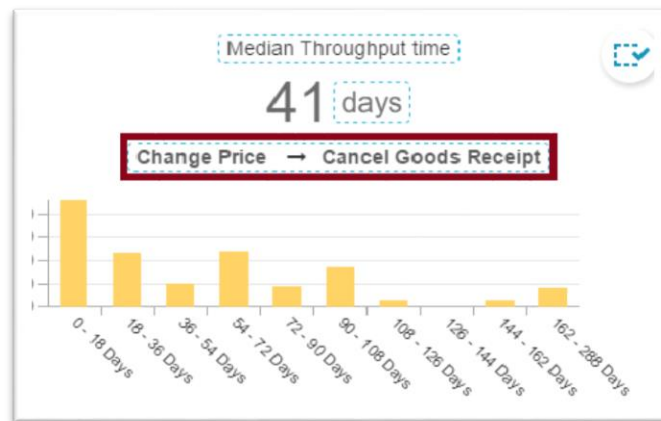 Median Throughput time
41 days
Change Price → Cancel Goods Receipt
0 - 18 Days
18 - 36 Days
36 - 54 Days
54 - 72 Days
72 - 90 Days
90 - 108 Days
108 - 126 Days
126 - 144 Days
144 - 162 Days
162 - 288 Days